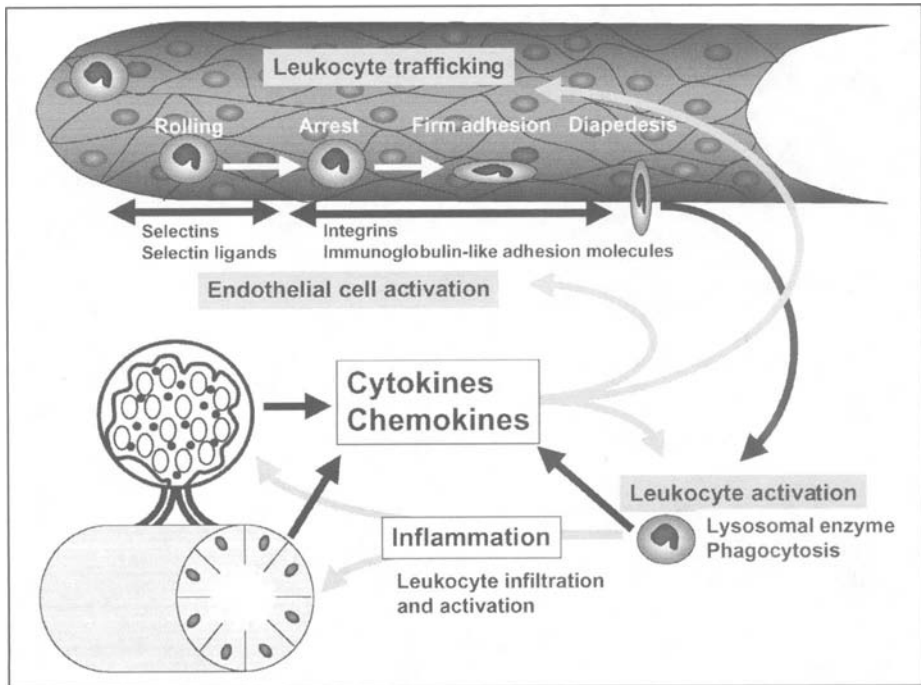 Leukocyte trafficking
Rolling
Arrest
Firm adhesion
Diapedesis
Selectins
Selectin ligands
Integrins
Immunoglobulin-like adhesion molecules
Endothelial cell activation
Cytokines
Chemokines
Leukocyte activation
Lysosomal enzyme
Phagocytosis
Inflammation
Leukocyte infiltration
and activation